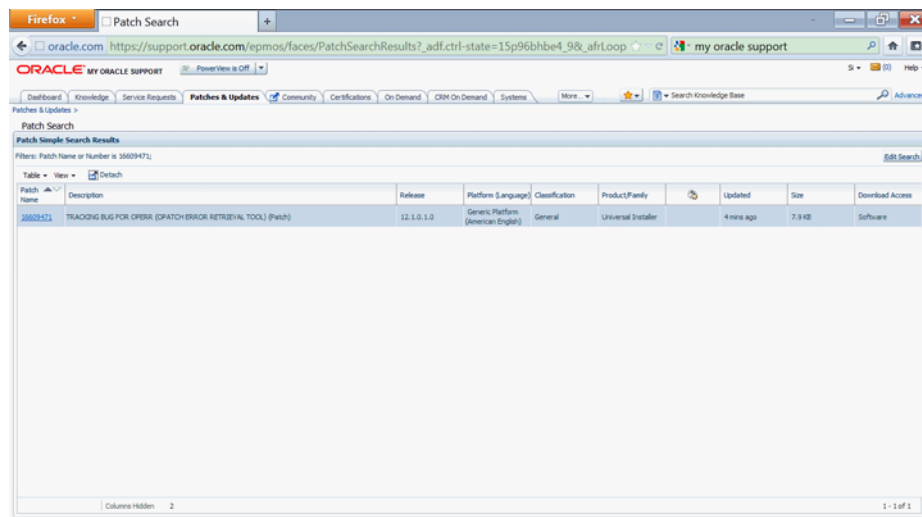 Firefox
Patch Search
+
oracle.com https://support.oracle.com/epmos/faces/PatchSearchResults?_adf.ctrl-state=15p96bhbe4_9&_afrLoop
my oracle support
ORACLE MY ORACLE SUPPORT
PowerView is Off
(0) Help
Dashboard Knowledge Service Requests Patches & Updates Community Certifications On Demand CRM On Demand Systems More... Search Knowledge Base
Patches & Updates >
Patch Search
Patch Simple Search Results
Filters: Patch Name or Number is 16609471; Edit Search
Table View Detach
Patch Name Description Release Platform (Language) Classification Product/Family Updated Size Download Access
16609471 TRACKING BUG FOR OPERR (OPATCH ERROR RETRIEVAL TOOL) (Patch) 12.1.0.1.0 Generic Platform (American English) General Universal Installer 4 mins ago 7.9 KB Software
Columns Hidden 2 1 - 1 of 1